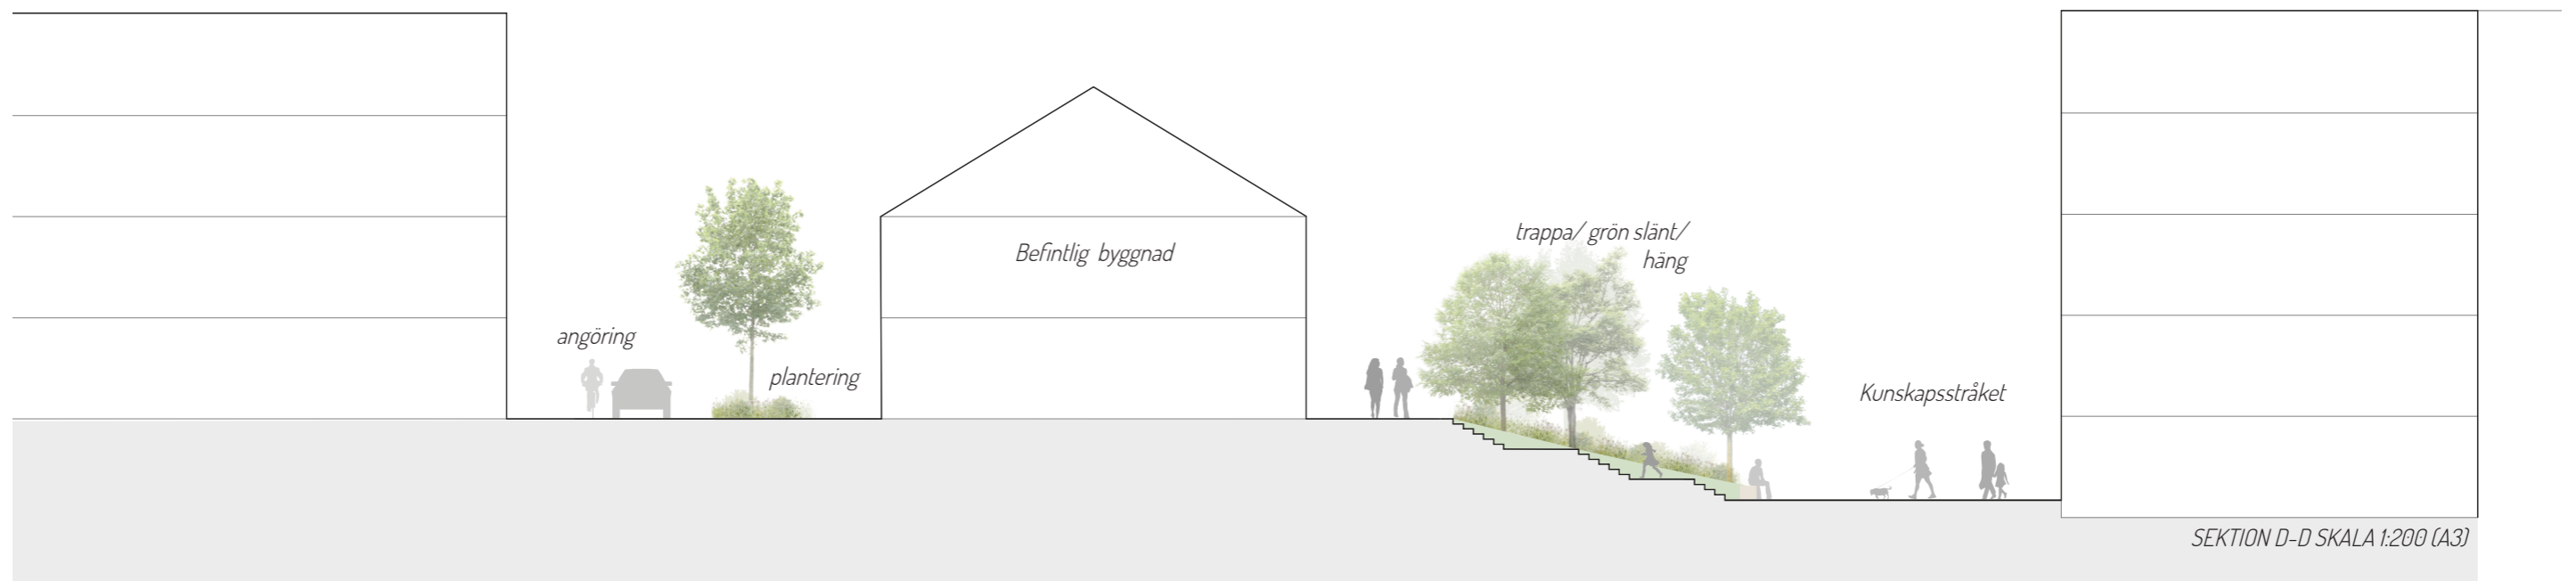 trappa/ grön slänt/
häng
Befintlig byggnad
angöring
plantering
Kunskapsstråket
SEKTION D-D SKALA 1:200 (A3)